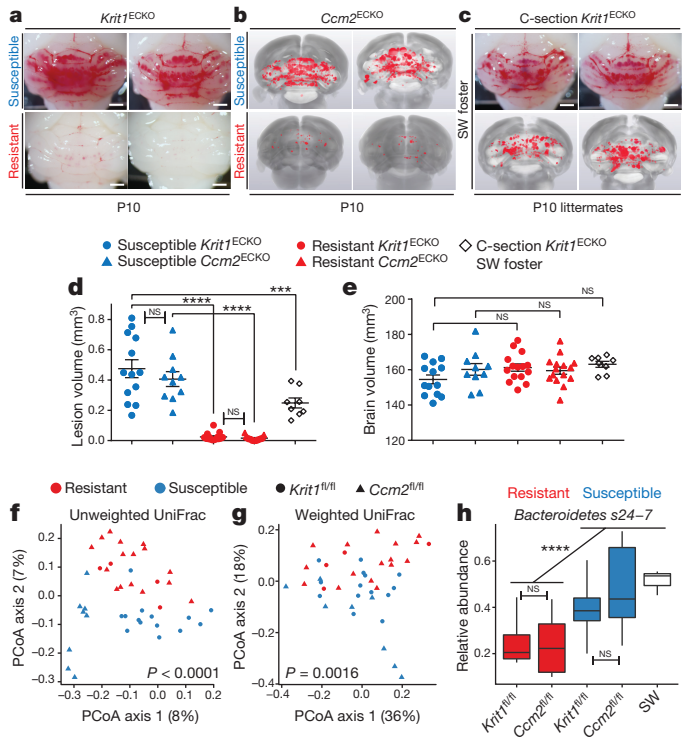 a Krit1ECKO
b Ccm2ECKO
c C-section Krit1ECKO
Susceptible
Resistant
P10
Susceptible
Resistant
P10
SW foster
P10 littermates
Susceptible Krit1ECKO
Susceptible Ccm2ECKO
Resistant Krit1ECKO
Resistant Ccm2ECKO
C-section Krit1ECKO
SW foster
d
Lesion volume (mm3)
0.8
0.6
0.4
0.2
0.0
NS
****
****
NS
***
e
Brain volume (mm3)
200
180
160
140
120
NS
NS
NS
Resistant Susceptible Krit1fl/fl Ccm2fl/fl
f Unweighted UniFrac
PCoA axis 2 (7%)
0.2
0.1
0.0
−0.1
−0.2
−0.3
P < 0.0001
−0.3 −0.2 −0.1 0.0 0.1 0.2
PCoA axis 1 (8%)
g Weighted UniFrac
PCoA axis 2 (18%)
0.2
0.0
−0.2
−0.4
P = 0.0016
−0.4 −0.2 0.0 0.2
PCoA axis 1 (36%)
h
Resistant Susceptible
Bacteroidetes s24–7
Relative abundance
0.6
0.4
0.2
****
NS
NS
Krit1fl/fl
Ccm2fl/fl
Krit1fl/fl
Ccm2fl/fl
SW